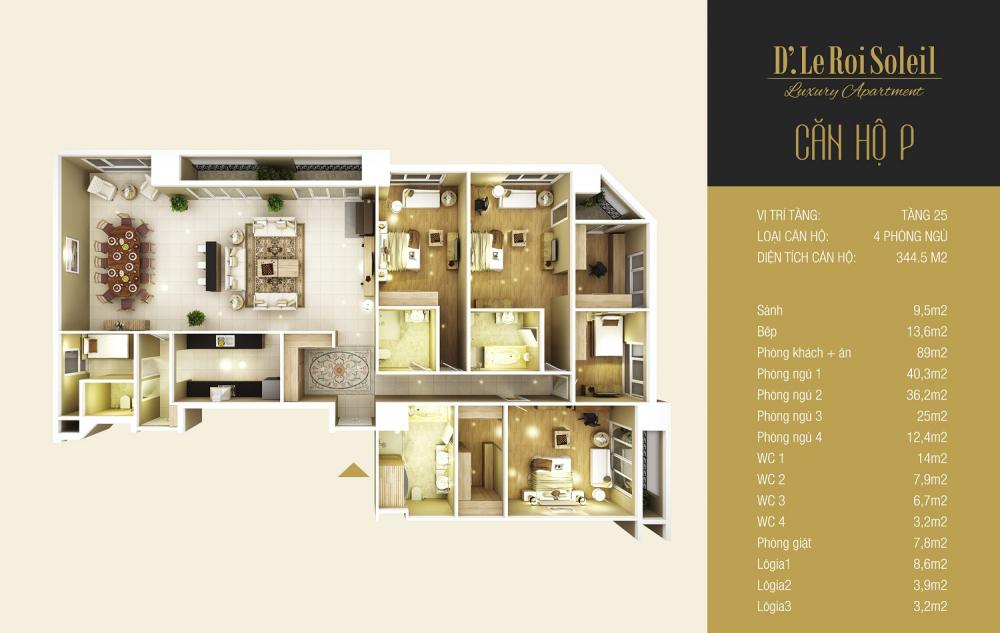 D'. Le Roi Soleil
Luxury Apartment
CĂN HỘ P
VỊ TRÍ TẦNG: TẦNG 25
LOẠI CĂN HỘ: 4 PHÒNG NGỦ
DIỆN TÍCH CĂN HỘ: 344.5 M2
Sảnh 9,5m2
Bếp 13,6m2
Phòng khách + ăn 89m2
Phòng ngủ 1 40,3m2
Phòng ngủ 2 36,2m2
Phòng ngủ 3 25m2
Phòng ngủ 4 12,4m2
WC 1 14m2
WC 2 7,9m2
WC 3 6,7m2
WC 4 3,2m2
Phòng giặt 7,8m2
Lôgia1 8,6m2
Lôgia2 3,9m2
Lôgia3 3,2m2